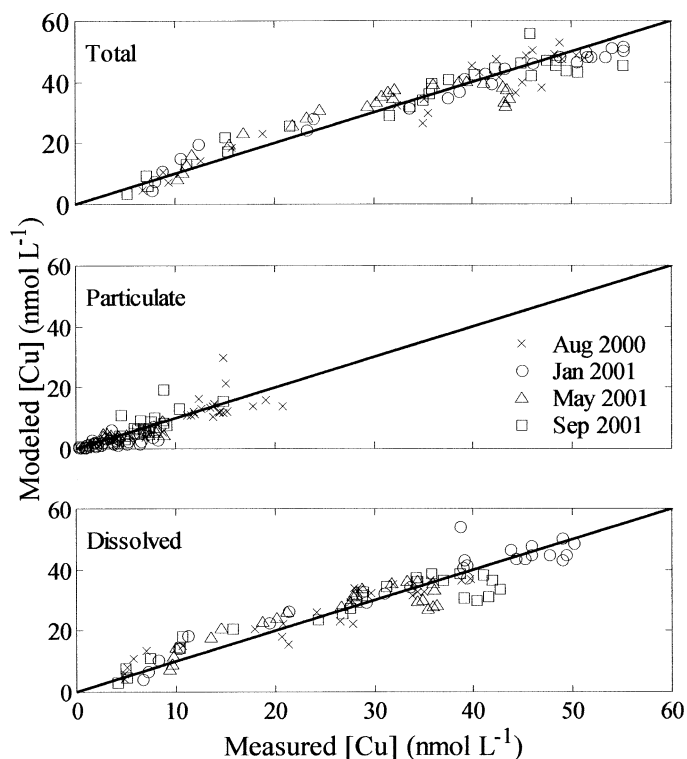 60
40
20
0
Total
60
40
20
0
Particulate
× Aug 2000
○ Jan 2001
△ May 2001
□ Sep 2001
Modeled [Cu] (nmol L⁻¹)
60
40
20
0
Dissolved
0 10 20 30 40 50 60
Measured [Cu] (nmol L⁻¹)